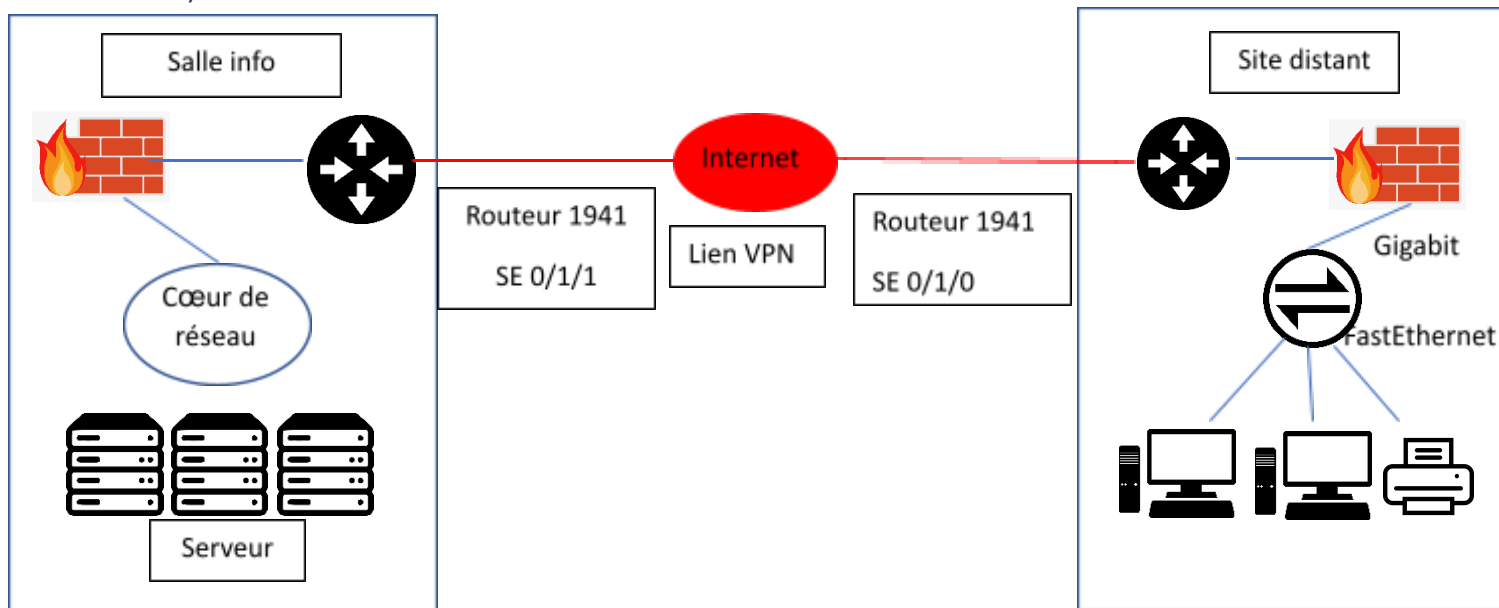 Salle info
Site distant
Internet
Routeur 1941
SE 0/1/1
Lien VPN
Routeur 1941
SE 0/1/0
Gigabit
Cœur de
réseau
FastEthernet
Serveur